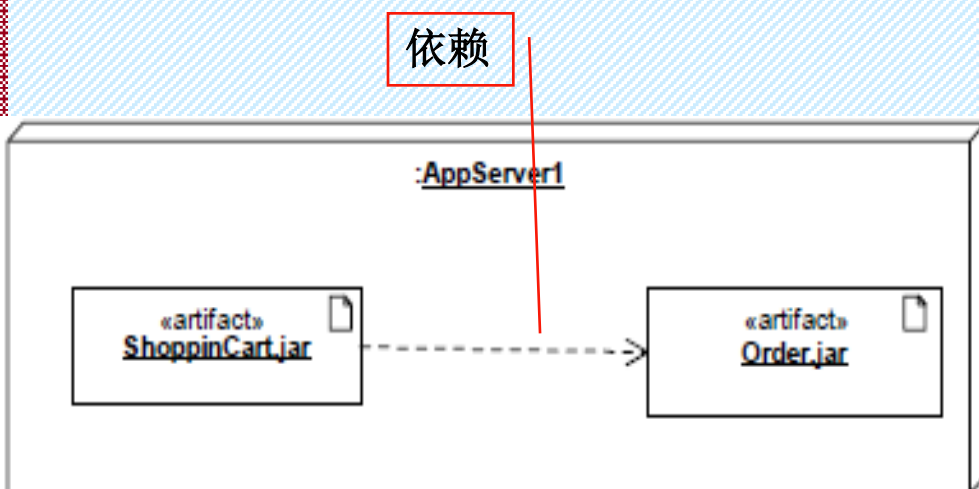 依赖
:AppServer1
«artifact»
ShoppinCart.jar
«artifact»
Order.jar